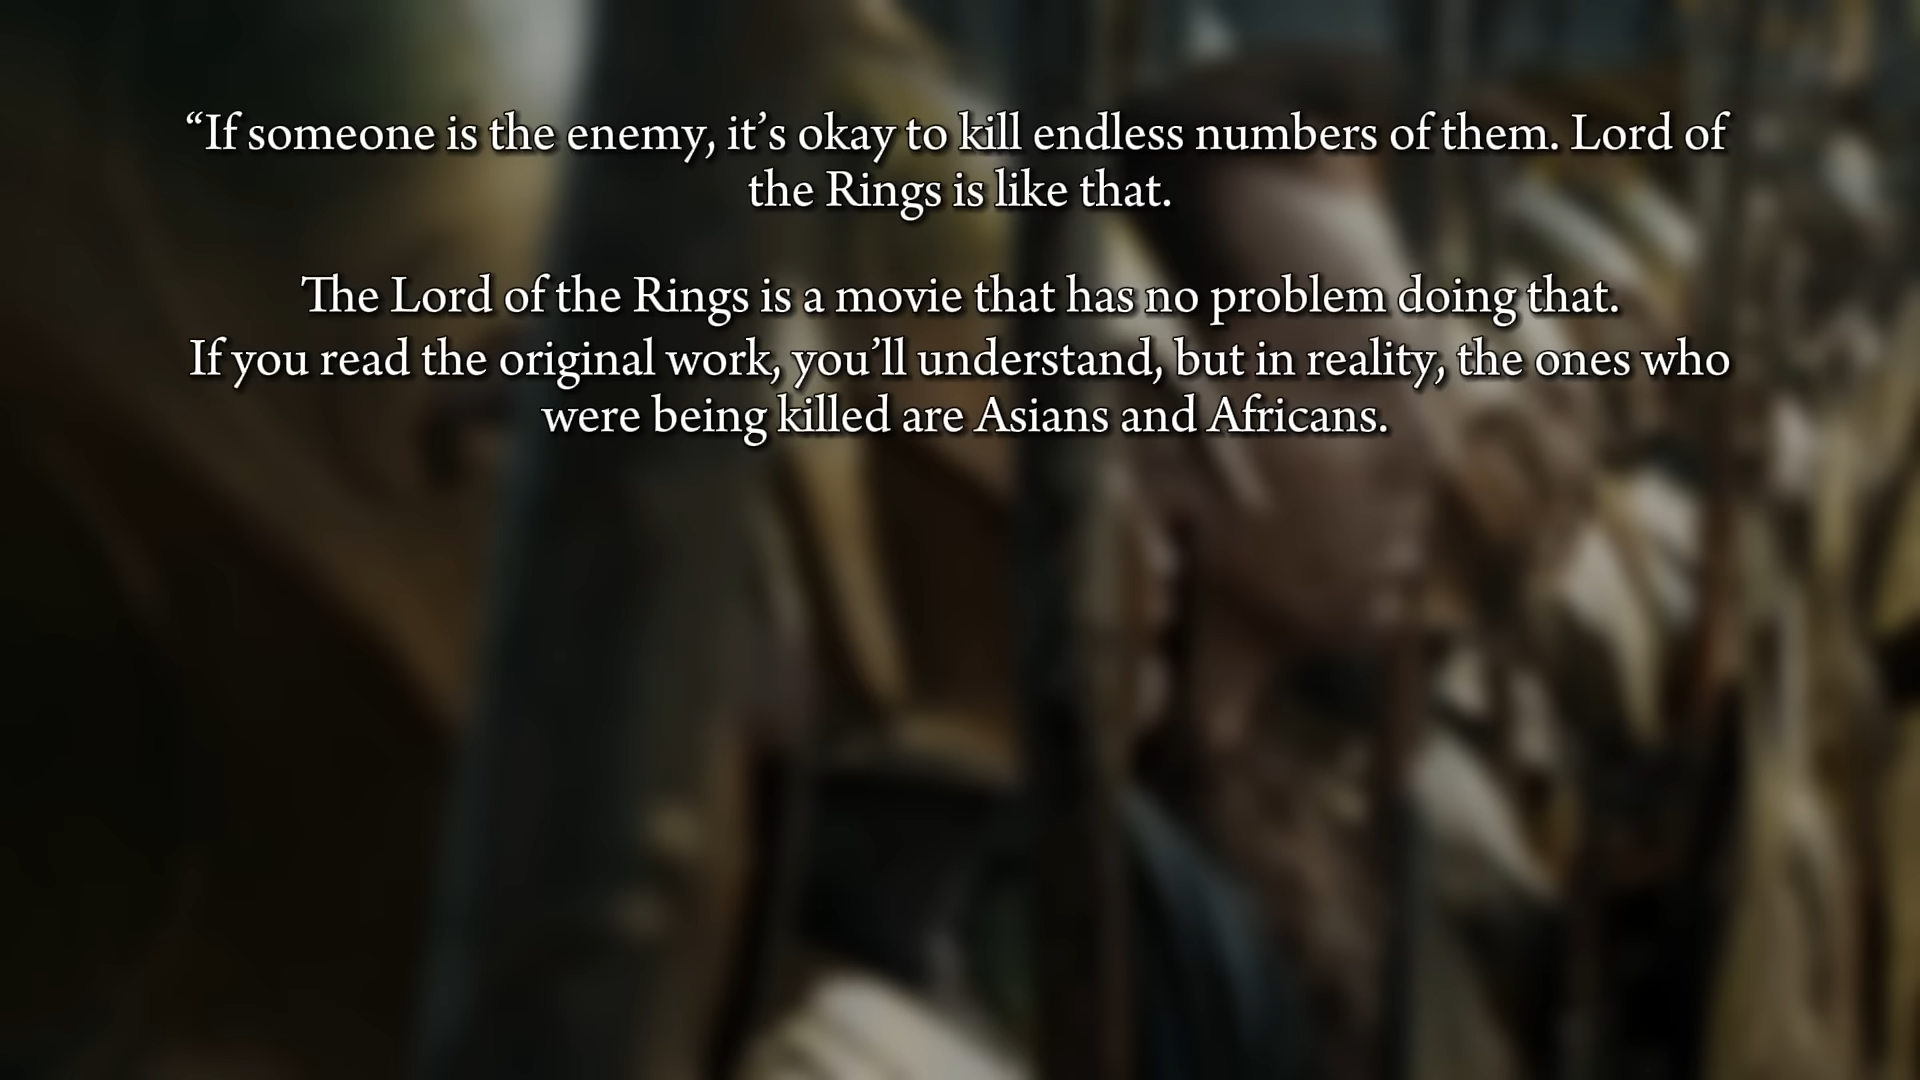 “If someone is the enemy, it’s okay to kill endless numbers of them. Lord of
the Rings is like that.
The Lord of the Rings is a movie that has no problem doing that.
If you read the original work, you’ll understand, but in reality, the ones who
were being killed are Asians and Africans.